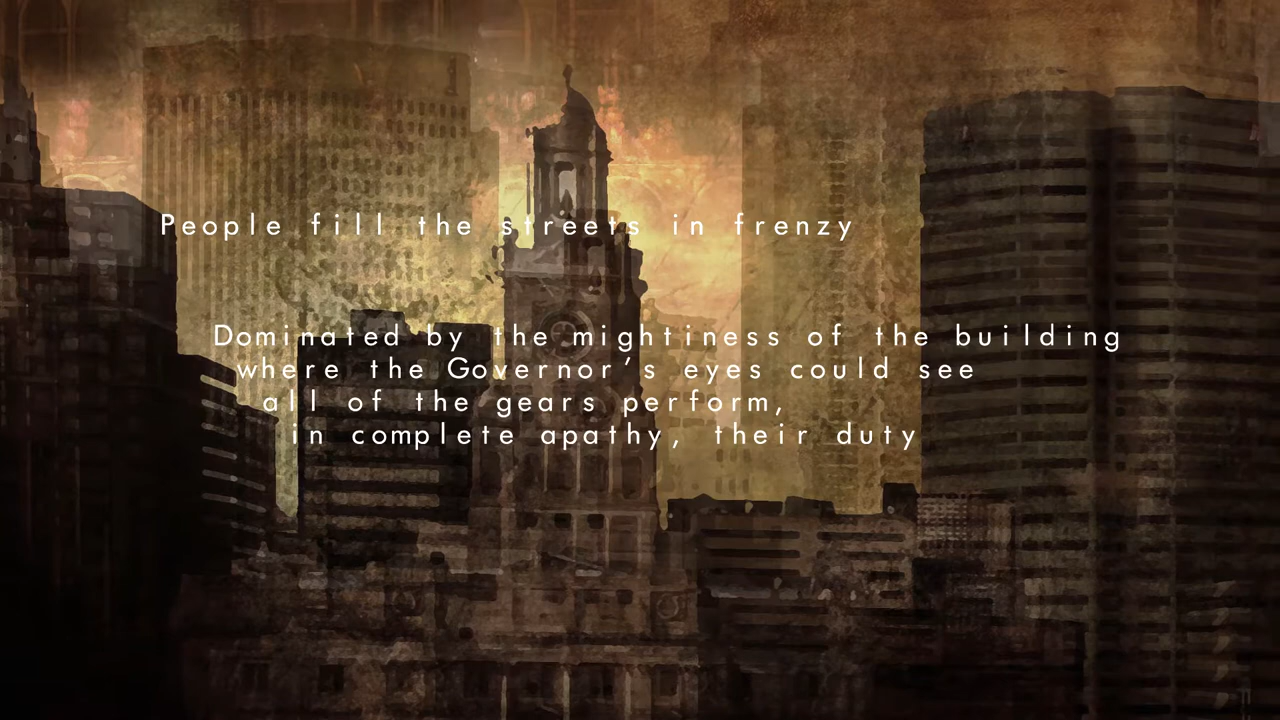 People fill the streets in frenzy
Dominated by the mightiness of the building
where the Governor's eyes could see
all of the gears perform,
in complete apathy, their duty